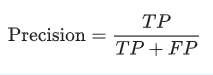 Precision = TP / TP + FP